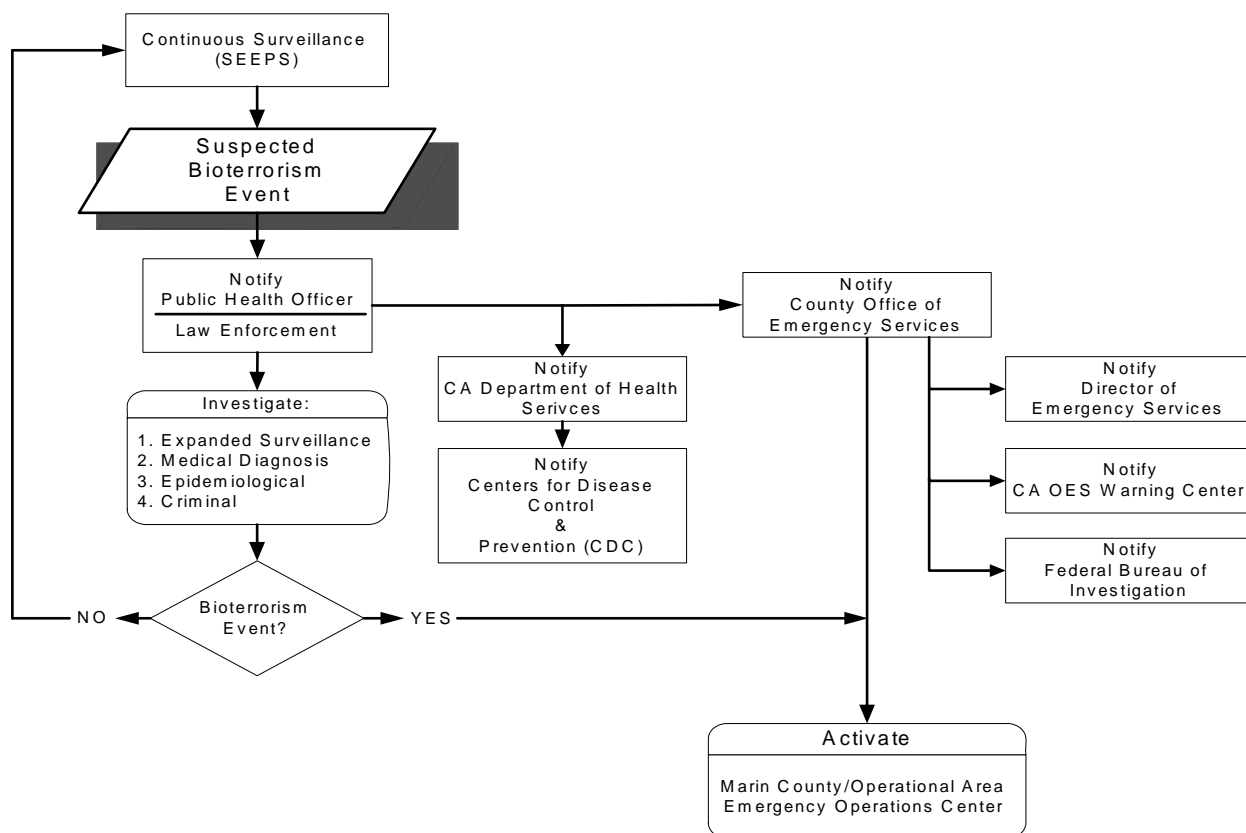 Continuous Surveillance
(SEEPS)
Suspected
Bioterrorism
Event
Notify
Public Health Officer
Law Enforcement
Notify
County Office of
Emergency Services
Notify
CA Department of Health
Serivces
Notify
Director of
Emergency Services
Investigate:
1. Expanded Surveillance
2. Medical Diagnosis
3. Epidemiological
4. Criminal
Notify
Centers for Disease
Control
&
Prevention (CDC)
Notify
CA OES Warning Center
Notify
Federal Bureau of
Investigation
NO
Bioterrorism
Event?
YES
Activate
Marin County/Operational Area
Emergency Operations Center